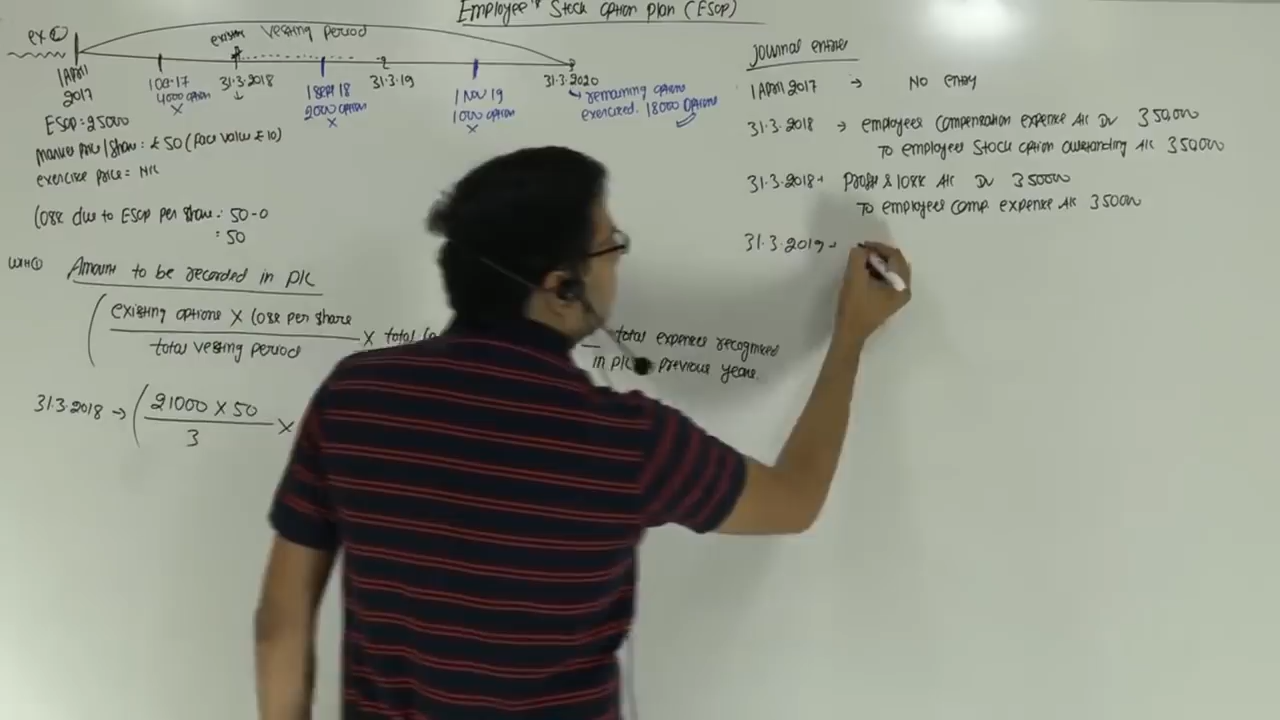 Employee's Stock option plan (ESOP)
ex ①
existing vesting period
1 April 2017
1 Oct-17
4000 option
X
31.3.2018
1 Sept 18
2000 option
X
31.3.19
1 Nov 19
1000 option
X
31.3.2020
remaining options
exercised. 18000 options
ESOP = 25000
Market Price/share = ₹ 50 (face value ₹ 10)
exercise price = NIL
Loss due to ESOP per share = 50-0
= 50
WN ① Amount to be recorded in P/L
( existing options X Loss per share
total vesting period
X total
— total expenses recognised
in P/L previous years.
31.3.2018 → ( 21000 X 50
3
X
Journal entries
1 April 2017 → No entry
31.3.2018 → employees compensation expense A/c Dr 350000
To employees Stock option outstanding A/c 350000
31.3.2018 → Profit & loss A/c Dr 350000
To employees comp. expense A/c 350000
31.3.2019 →